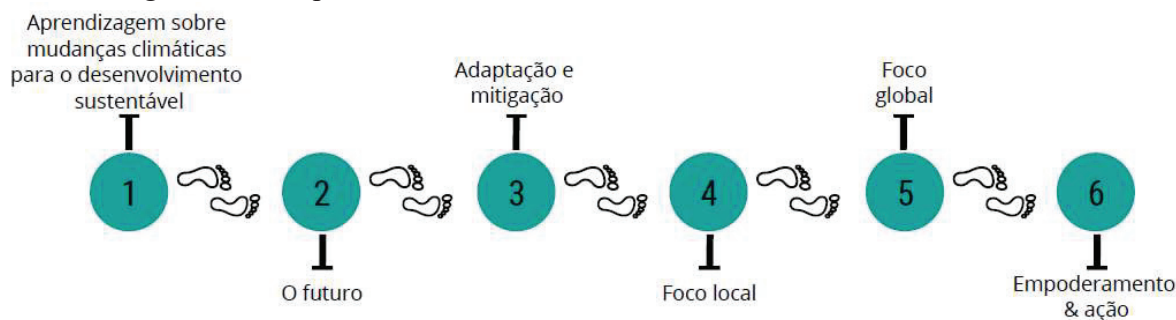 Aprendizagem sobre
mudanças climáticas
para o desenvolvimento
sustentável
Adaptação e
mitigação
Foco
global
1
2
3
4
5
6
O futuro
Foco local
Empoderamento
& ação